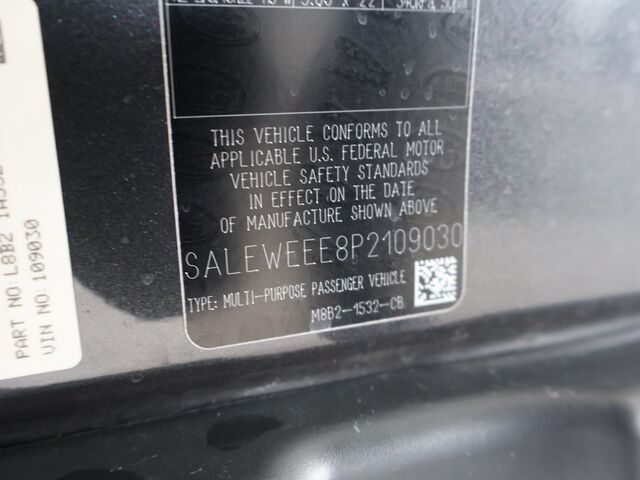 THIS VEHICLE CONFORMS TO ALL
APPLICABLE U.S. FEDERAL MOTOR
VEHICLE SAFETY STANDARDS
IN EFFECT ON THE DATE
OF MANUFACTURE SHOWN ABOVE
SALEWEEE8P2109030
TYPE: MULTI-PURPOSE PASSENGER VEHICLE
M8B2-1532-CB
PART NO: L8B2
VIN NO: 109030